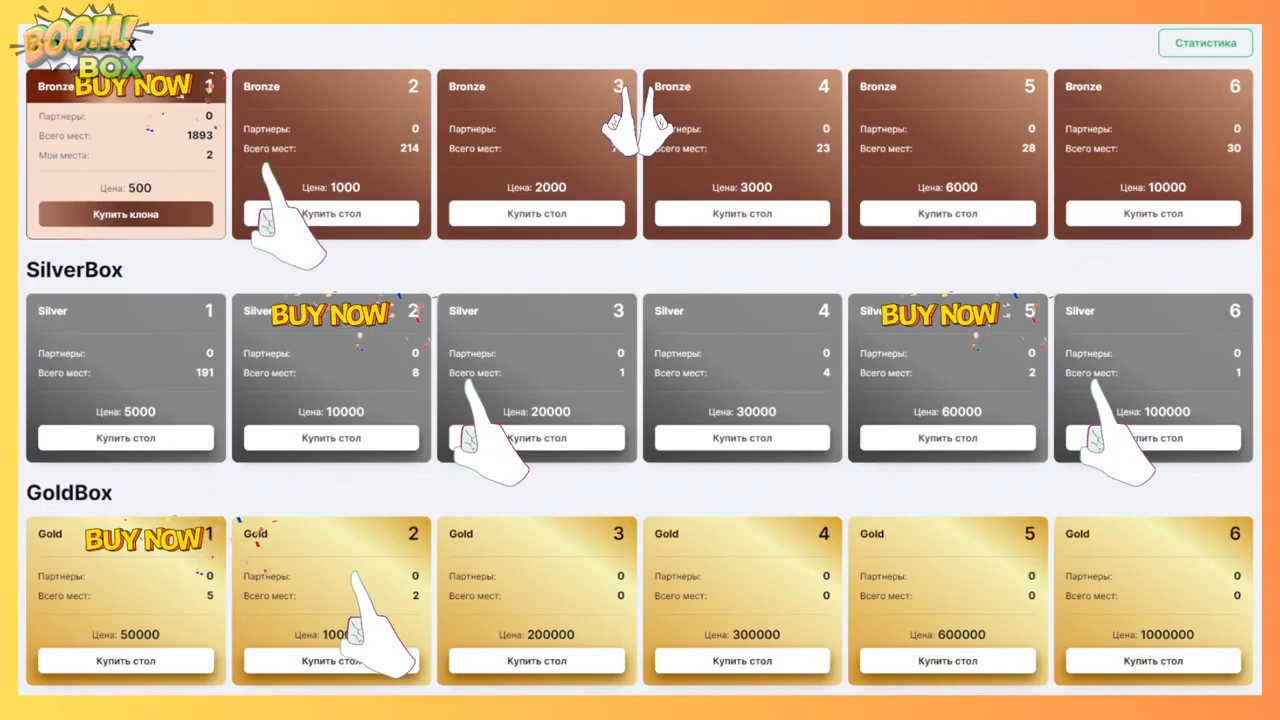 BOOM!
BOX
BronzeBox
Статистика
Bronze 1
BUY NOW
Партнеры: 0
Всего мест: 1893
Мои места: 2
Цена: 500
Купить клона
Bronze 2
Партнеры: 0
Всего мест: 214
Цена: 1000
Купить стол
Bronze 3
Партнеры: 0
Всего мест:
Цена: 2000
Купить стол
Bronze 4
Партнеры: 0
Всего мест: 23
Цена: 3000
Купить стол
Bronze 5
Партнеры: 0
Всего мест: 28
Цена: 6000
Купить стол
Bronze 6
Партнеры: 0
Всего мест: 30
Цена: 10000
Купить стол
SilverBox
Silver 1
Партнеры: 0
Всего мест: 191
Цена: 5000
Купить стол
Silver 2
BUY NOW
Партнеры: 0
Всего мест: 8
Цена: 10000
Купить стол
Silver 3
Партнеры: 0
Всего мест: 1
Цена: 20000
Купить стол
Silver 4
Партнеры: 0
Всего мест: 4
Цена: 30000
Купить стол
Silver 5
BUY NOW
Партнеры: 0
Всего мест: 2
Цена: 60000
Купить стол
Silver 6
Партнеры: 0
Всего мест: 1
Цена: 100000
Купить стол
GoldBox
Gold 1
BUY NOW
Партнеры: 0
Всего мест: 5
Цена: 50000
Купить стол
Gold 2
Партнеры: 0
Всего мест: 2
Цена:
Купить стол
Gold 3
Партнеры: 0
Всего мест: 0
Цена: 200000
Купить стол
Gold 4
Партнеры: 0
Всего мест: 0
Цена: 300000
Купить стол
Gold 5
Партнеры: 0
Всего мест: 0
Цена: 600000
Купить стол
Gold 6
Партнеры: 0
Всего мест: 0
Цена: 1000000
Купить стол